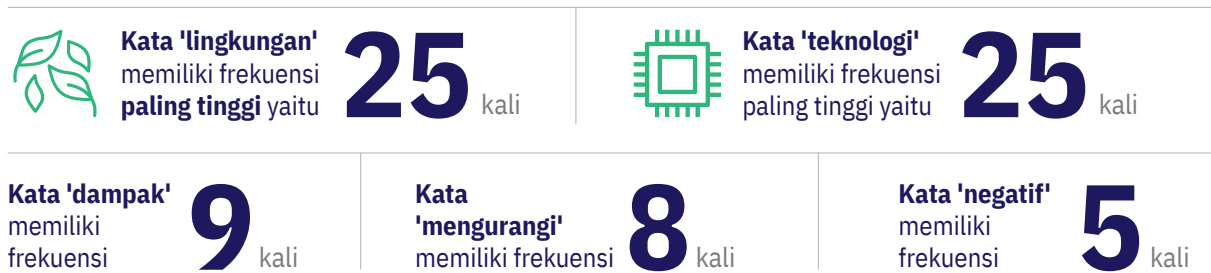 Kata 'lingkungan'
memiliki frekuensi
paling tinggi yaitu
25 kali
Kata 'teknologi'
memiliki frekuensi
paling tinggi yaitu
25 kali
Kata 'dampak'
memiliki
frekuensi
9 kali
Kata
'mengurangi'
memiliki frekuensi
8 kali
Kata 'negatif'
memiliki
frekuensi
5 kali